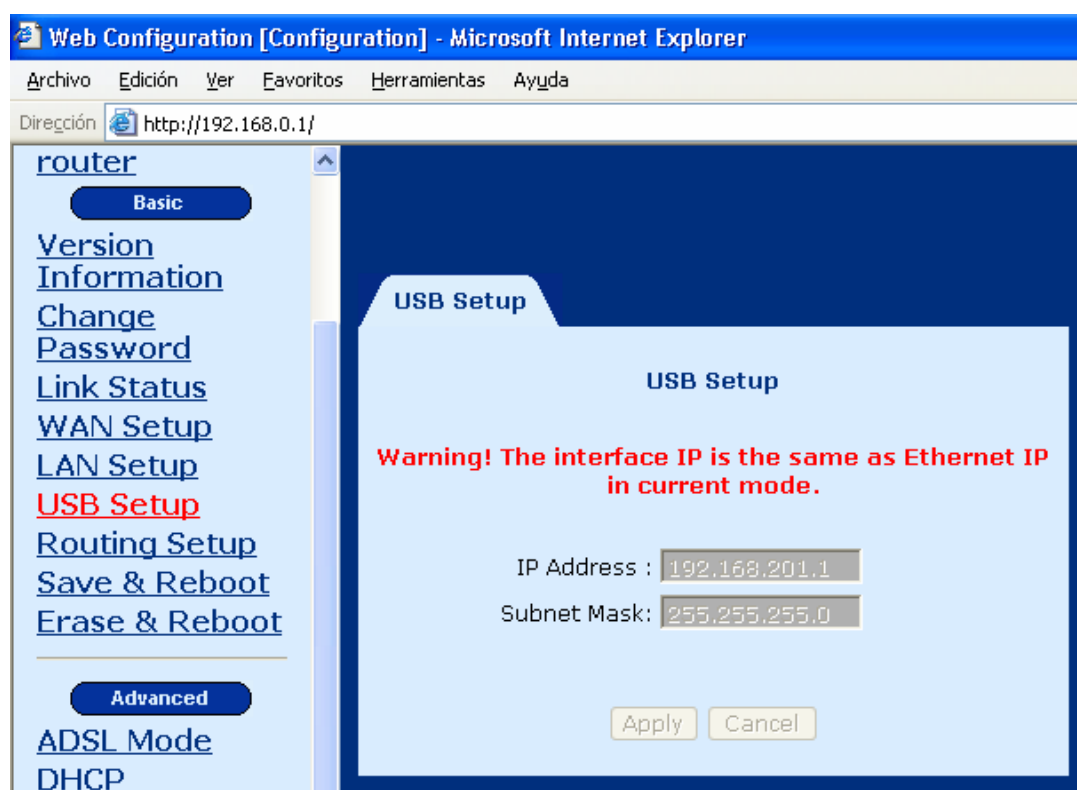 Web Configuration [Configuration] - Microsoft Internet Explorer
Archivo Edición Ver Favoritos Herramientas Ayuda
Dirección http://192.168.0.1/
router
Basic
Version
Information
Change
Password
Link Status
WAN Setup
LAN Setup
USB Setup
Routing Setup
Save & Reboot
Erase & Reboot
Advanced
ADSL Mode
DHCP
USB Setup
USB Setup
Warning! The interface IP is the same as Ethernet IP
in current mode.
IP Address : 192.168.201.1
Subnet Mask: 255.255.255.0
Apply Cancel